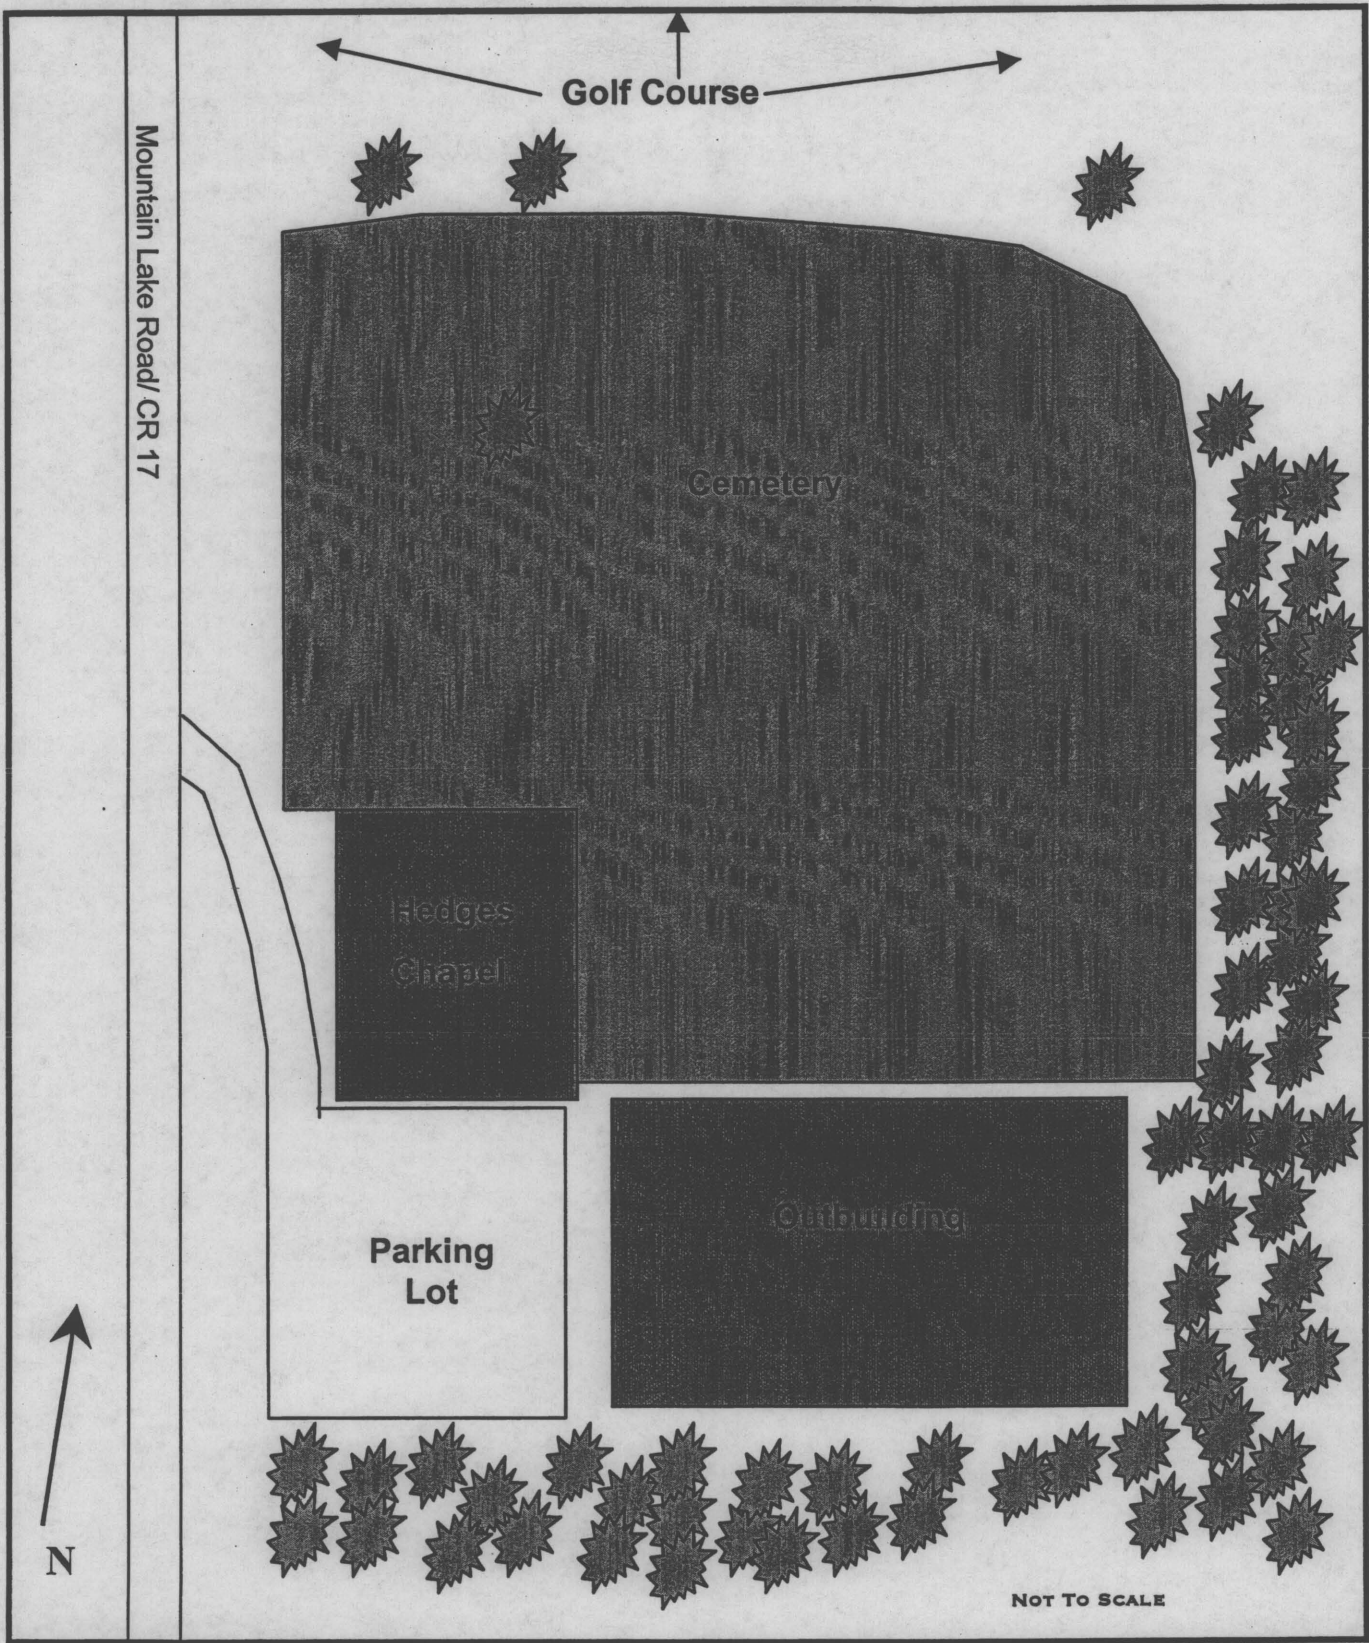 Golf Course
Mountain Lake Road/ CR 17
Cemetery
Hedges
Chapel
Outbuilding
Parking
Lot
N
NOT TO SCALE